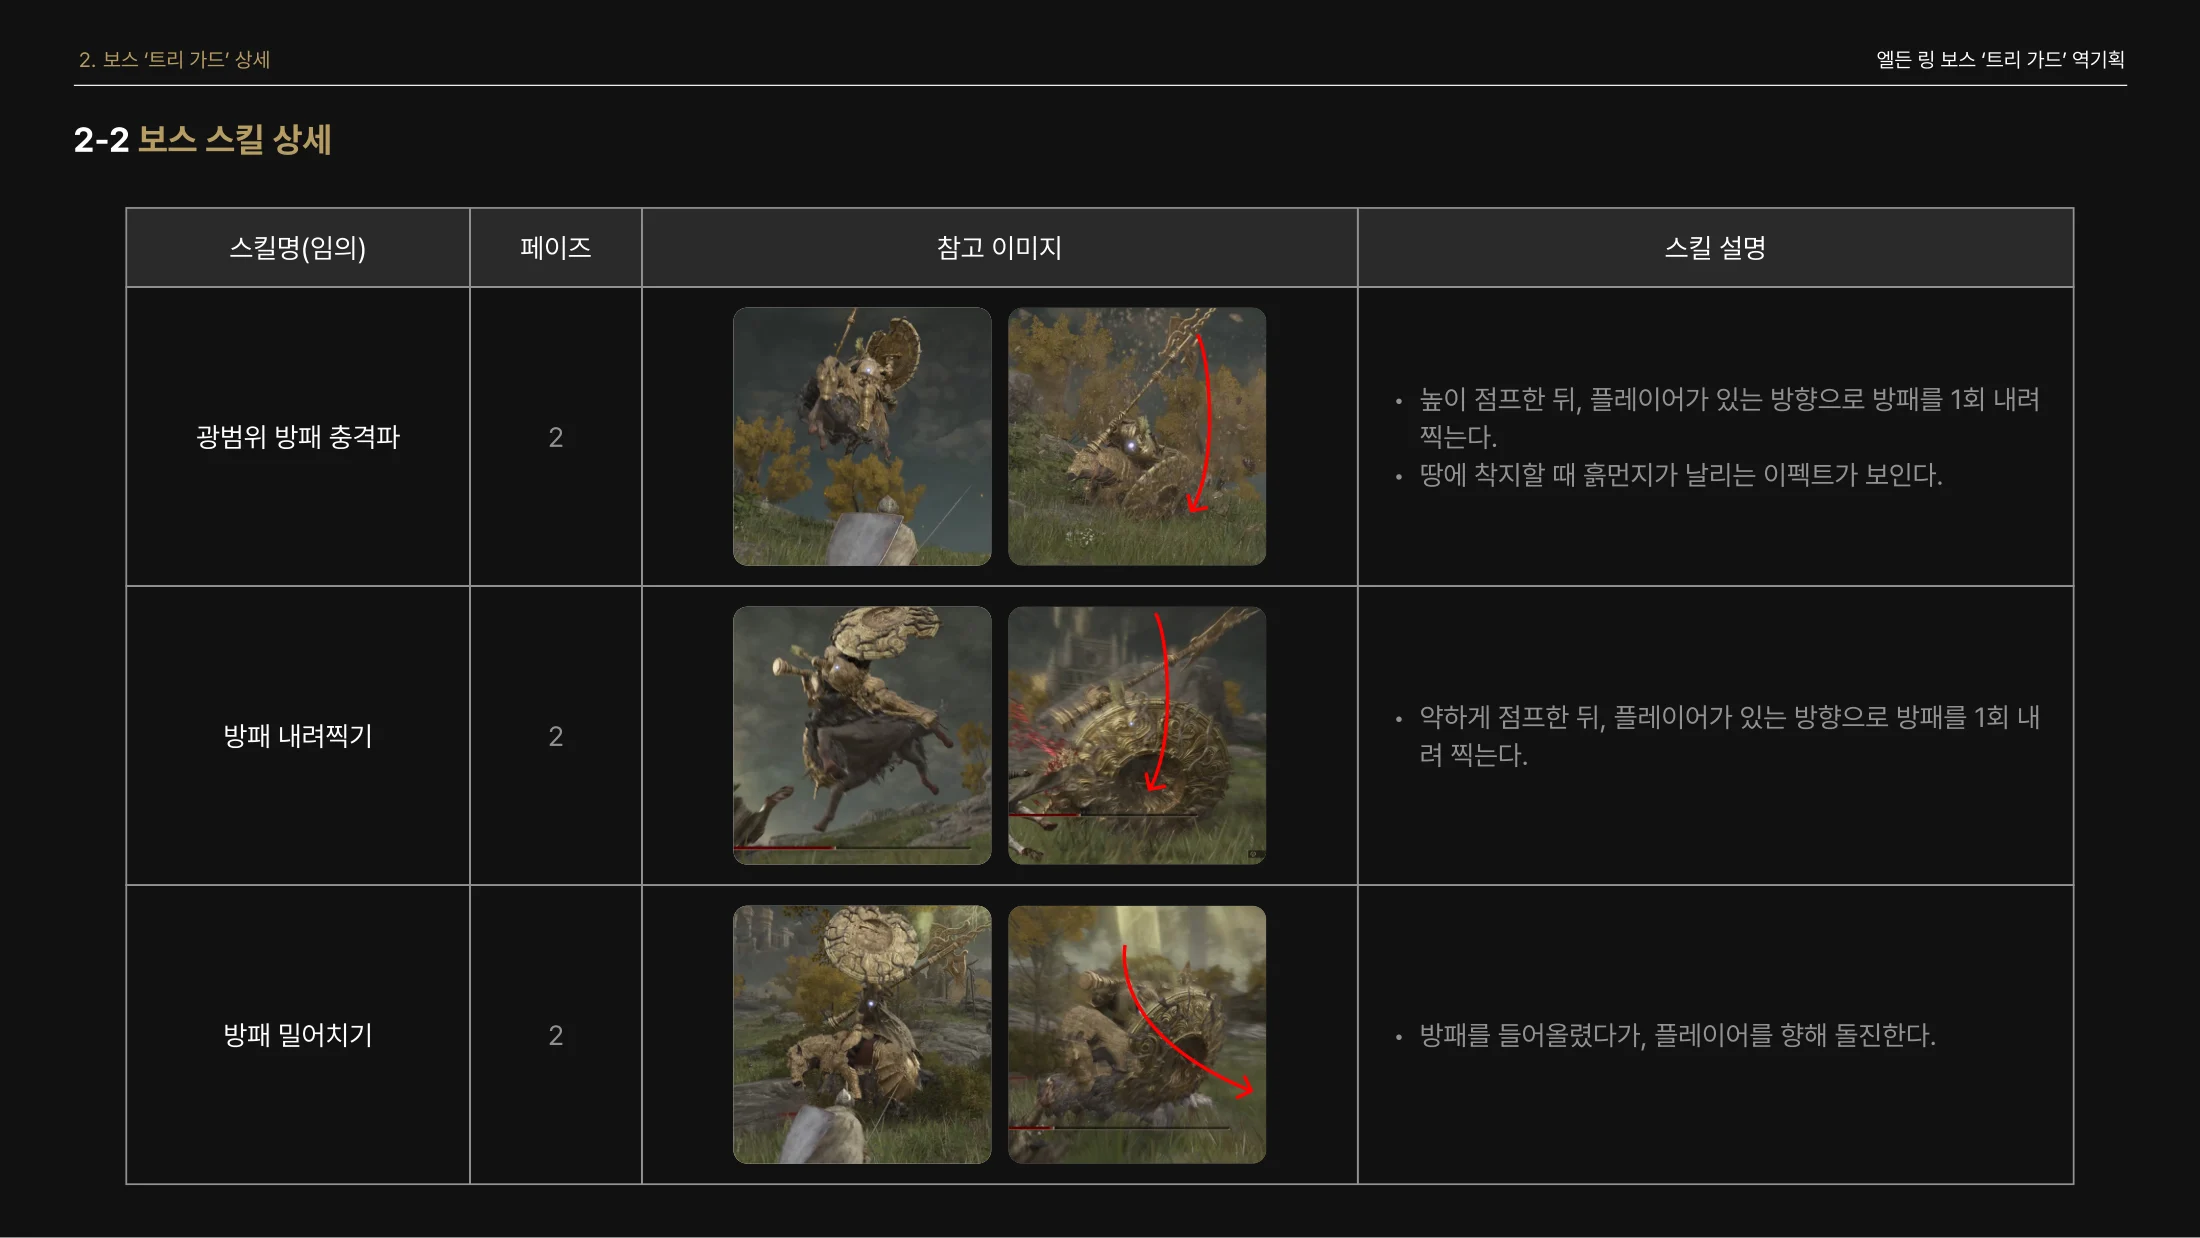 2. 보스 ‘트리 가드’ 상세
엘든 링 보스 ‘트리 가드’ 역기획
2-2 보스 스킬 상세
스킬명(임의)
페이즈
참고 이미지
스킬 설명
광범위 방패 충격파
2
• 높이 점프한 뒤, 플레이어가 있는 방향으로 방패를 1회 내려
찍는다.
• 땅에 착지할 때 흙먼지가 날리는 이펙트가 보인다.
방패 내려찍기
2
• 약하게 점프한 뒤, 플레이어가 있는 방향으로 방패를 1회 내
려 찍는다.
방패 밀어치기
2
• 방패를 들어올렸다가, 플레이어를 향해 돌진한다.